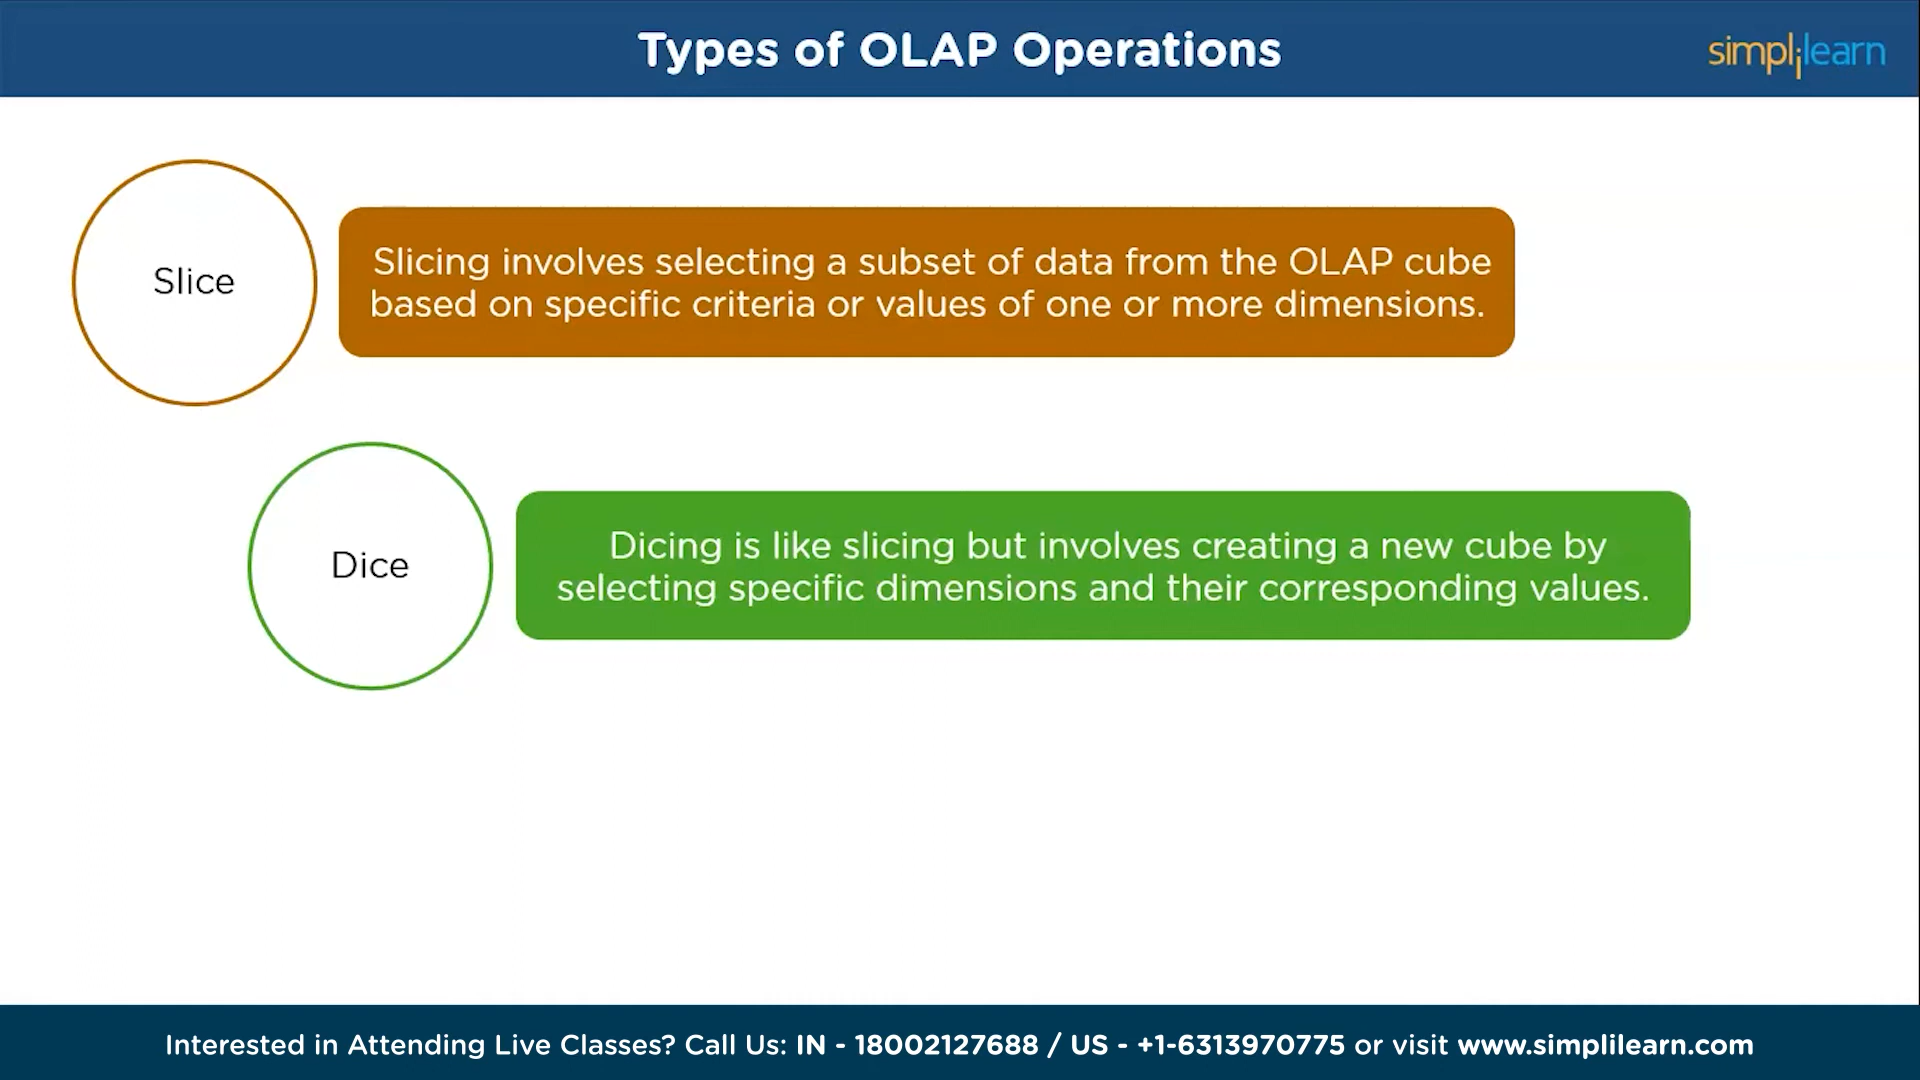 Types of OLAP Operations
simplilearn
Slice
Slicing involves selecting a subset of data from the OLAP cube
based on specific criteria or values of one or more dimensions.
Dice
Dicing is like slicing but involves creating a new cube by
selecting specific dimensions and their corresponding values.
Interested in Attending Live Classes? Call Us: IN - 18002127688 / US - +1-6313970775 or visit www.simplilearn.com